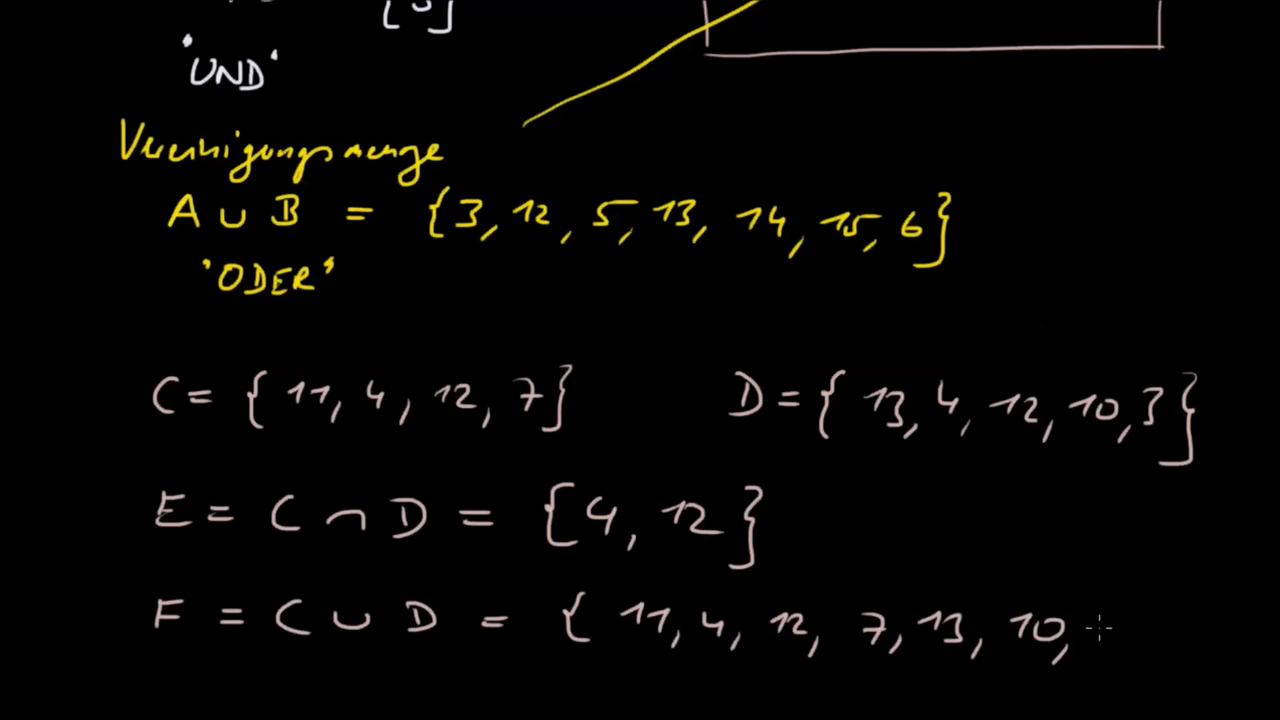 [5]
'UND'
Vereinigungsmenge
A ∪ B = {3, 12, 5, 13, 14, 15, 6}
'ODER'
C = { 11, 4, 12, 7} D = { 13, 4, 12, 10, 3}
E = C ∩ D = {4, 12}
F = C ∪ D = { 11, 4, 12, 7, 13, 10,